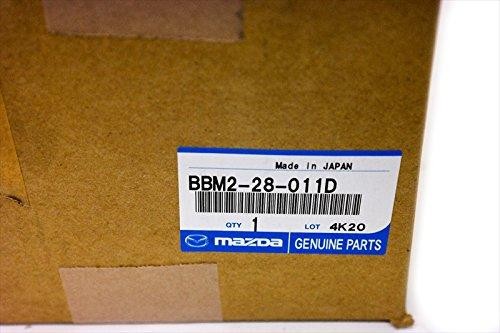 Made in JAPAN
BBM2-28-011D
QTY 1 LOT 4K20
mazda GENUINE PARTS